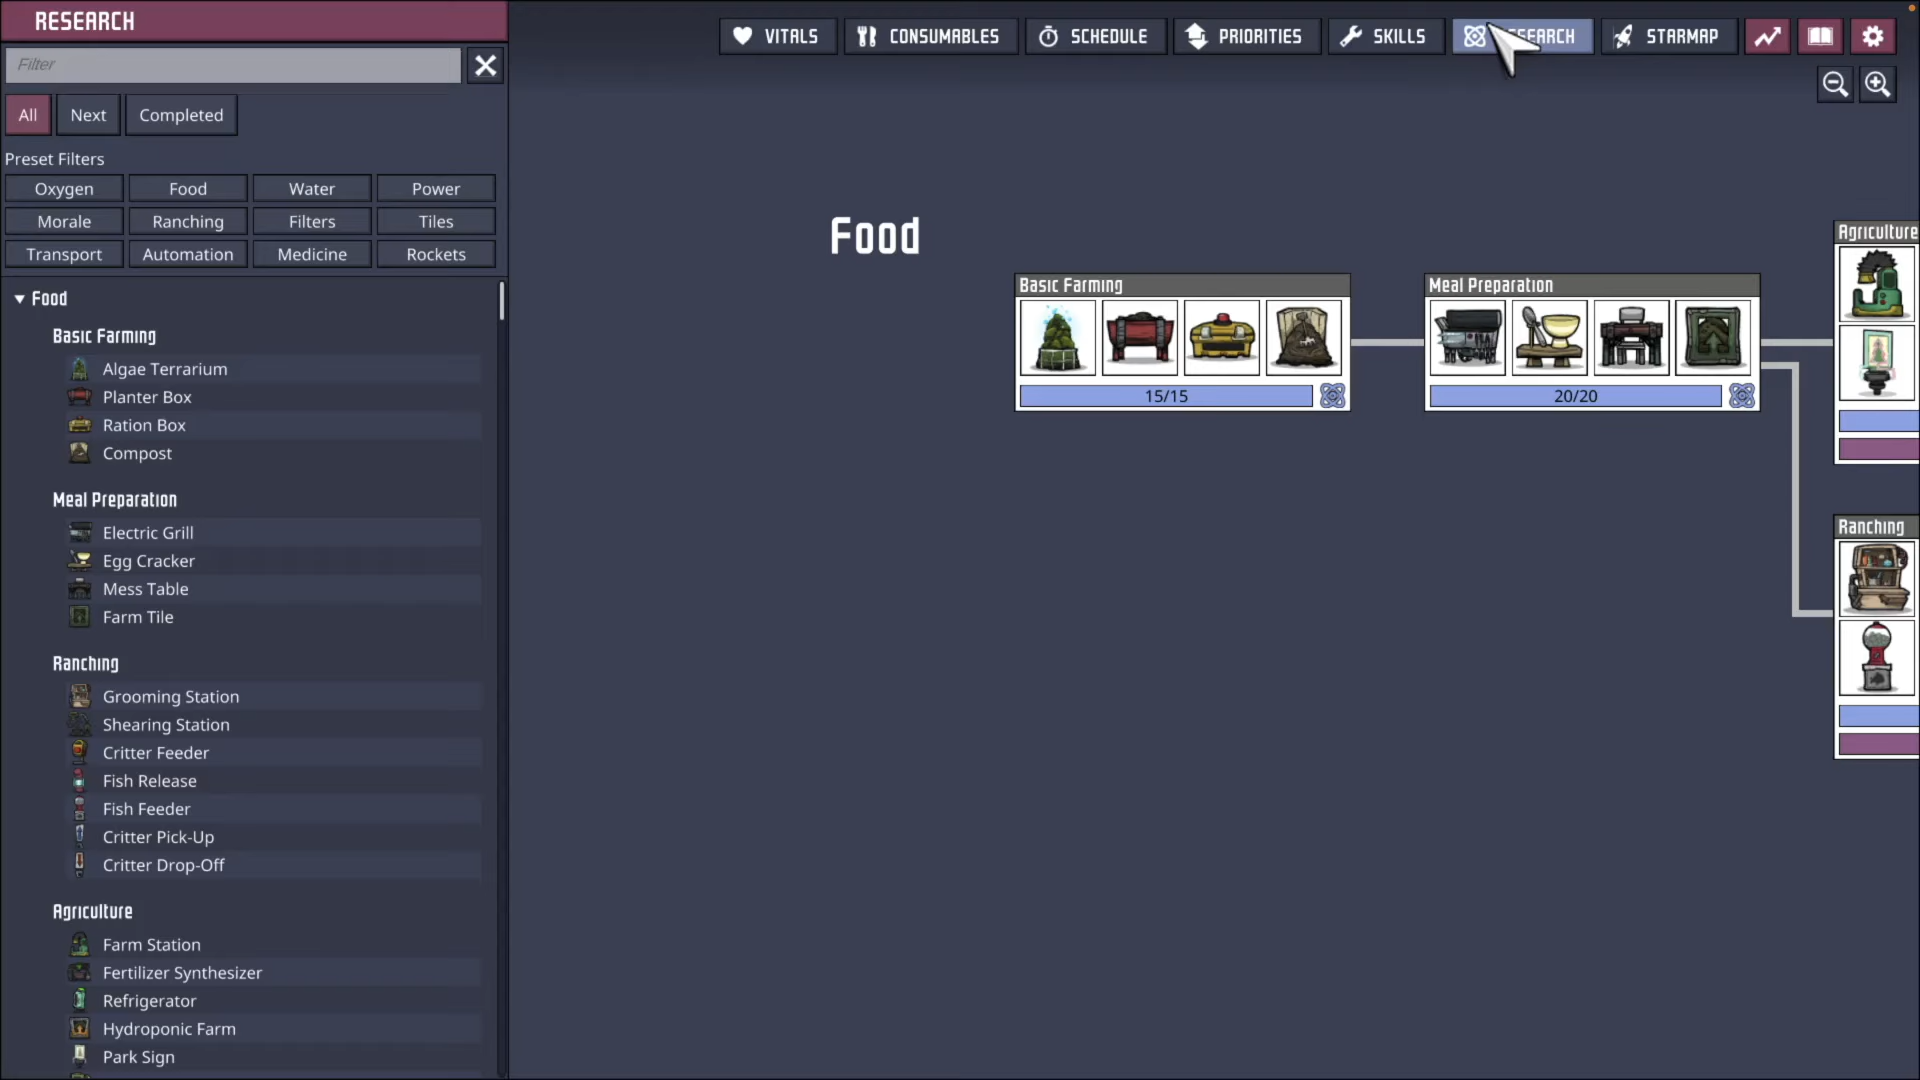 RESEARCH
VITALS
CONSUMABLES
SCHEDULE
PRIORITIES
SKILLS
STARMAP
Filter
All
Next
Completed
Preset Filters
Oxygen
Food
Water
Power
Morale
Ranching
Filters
Tiles
Transport
Automation
Medicine
Rockets
Food
Basic Farming
Algae Terrarium
Planter Box
Ration Box
Compost
Meal Preparation
Electric Grill
Egg Cracker
Mess Table
Farm Tile
Ranching
Grooming Station
Shearing Station
Critter Feeder
Fish Release
Fish Feeder
Critter Pick-Up
Critter Drop-Off
Agriculture
Farm Station
Fertilizer Synthesizer
Refrigerator
Hydroponic Farm
Park Sign
Food
Basic Farming
15/15
Meal Preparation
20/20
Agriculture
Ranching